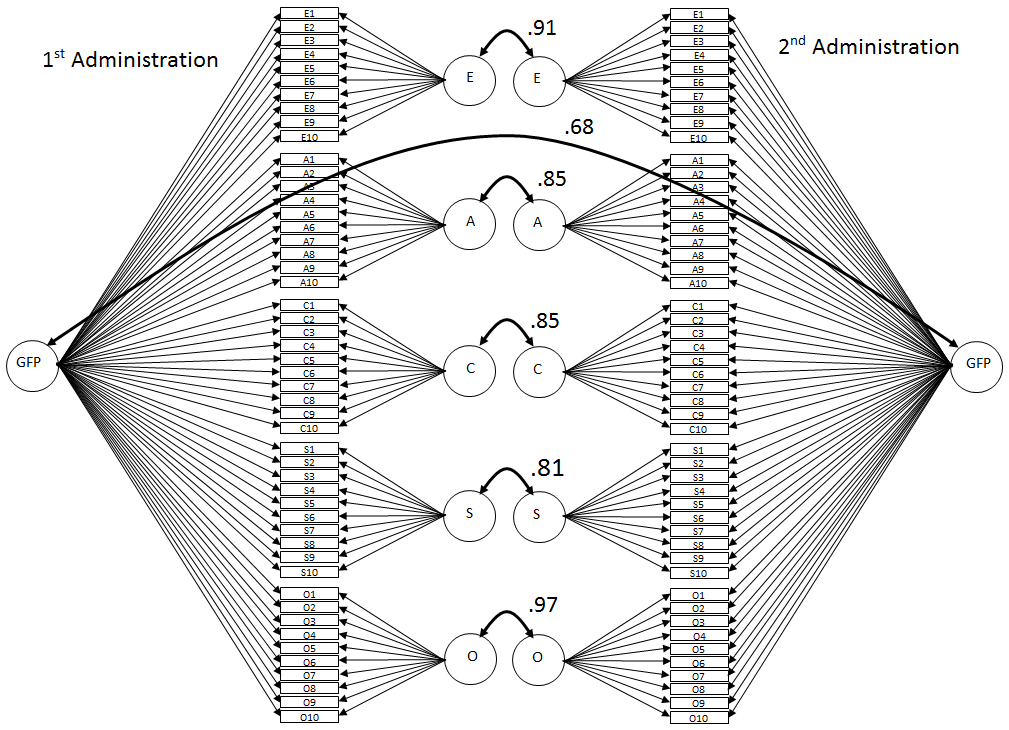 1st Administration
2nd Administration
.91
.68
.85
.85
.81
.97
GFP
GFP
E
E
A
A
C
C
S
S
O
O
E1
E2
E3
E4
E5
E6
E7
E8
E9
E10
A1
A2
A3
A4
A5
A6
A7
A8
A9
A10
C1
C2
C3
C4
C5
C6
C7
C8
C9
C10
S1
S2
S3
S4
S5
S6
S7
S8
S9
S10
O1
O2
O3
O4
O5
O6
O7
O8
O9
O10
E1
E2
E3
E4
E5
E6
E7
E8
E9
E10
A1
A2
A3
A4
A5
A6
A7
A8
A9
A10
C1
C2
C3
C4
C5
C6
C7
C8
C9
C10
S1
S2
S3
S4
S5
S6
S7
S8
S9
S10
O1
O2
O3
O4
O5
O6
O7
O8
O9
O10